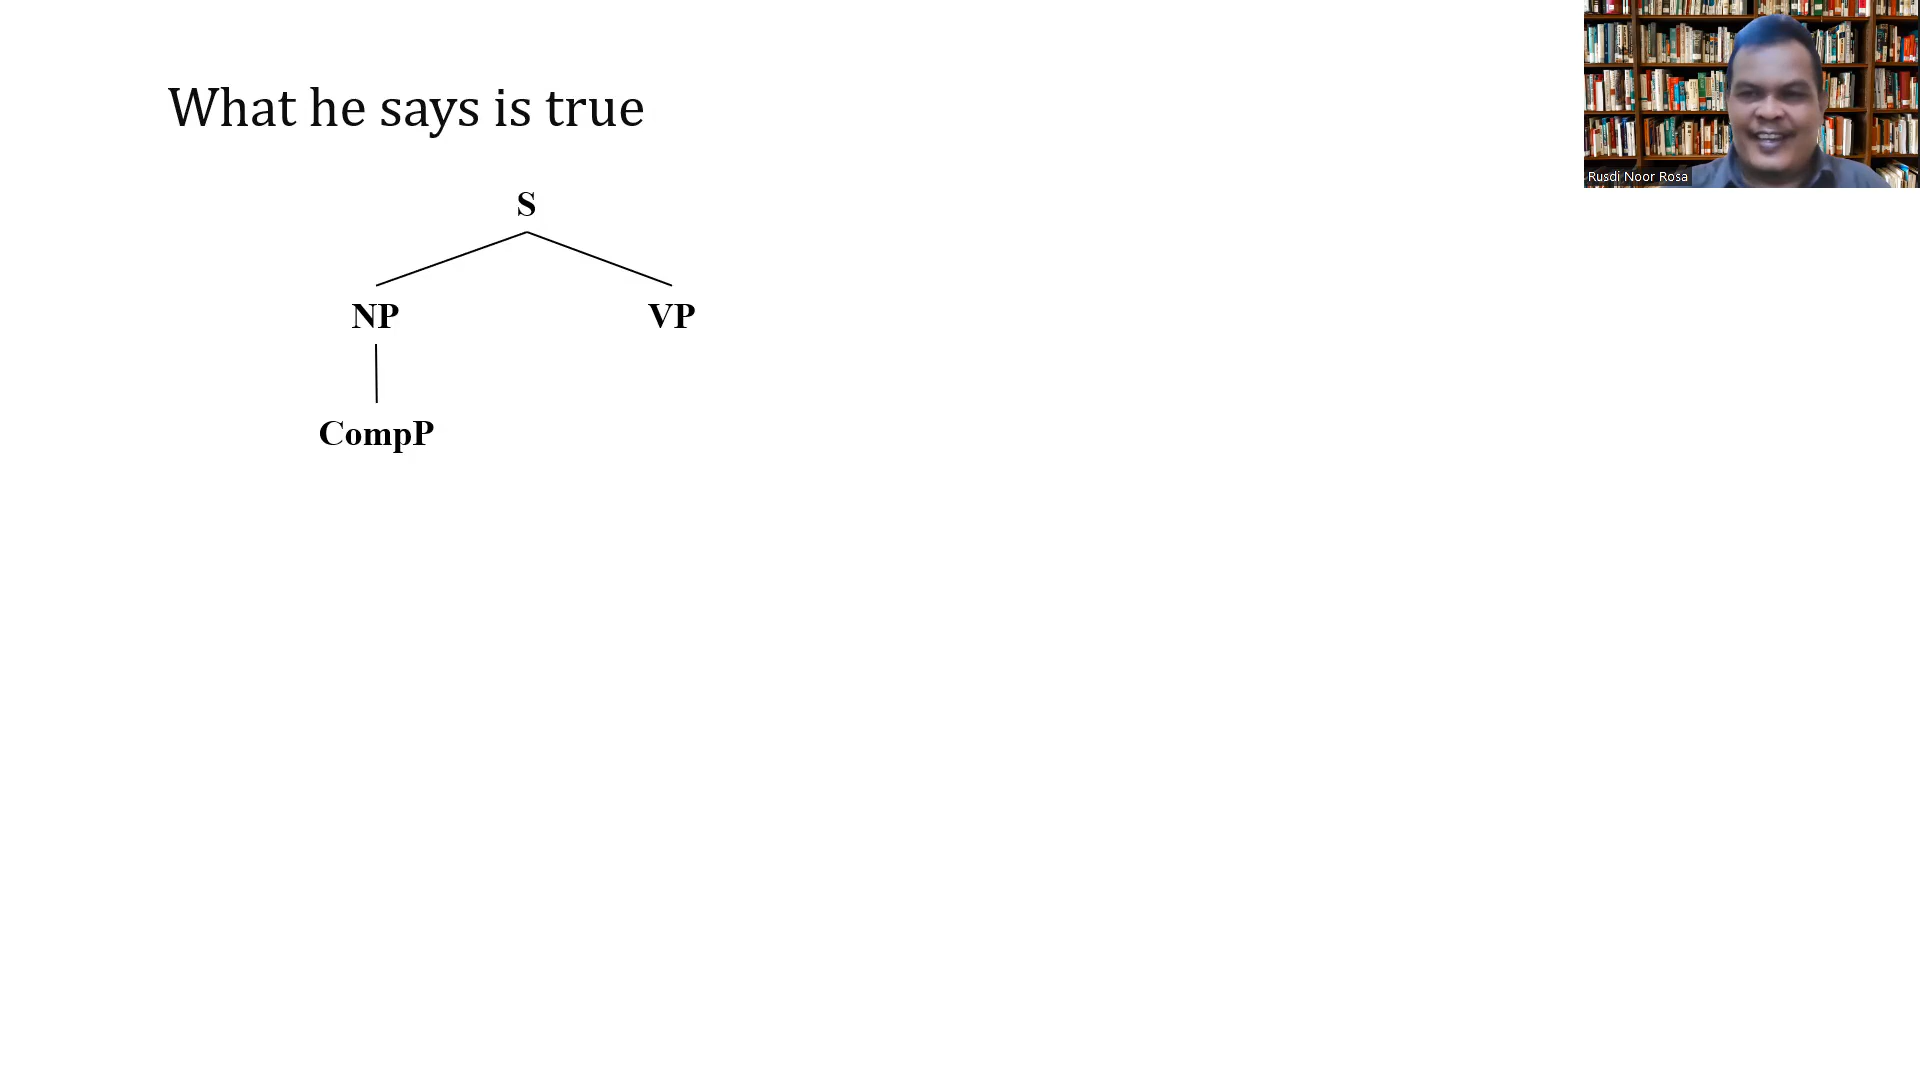 What he says is true
S
NP VP
CompP
Rusdi Noor Rosa